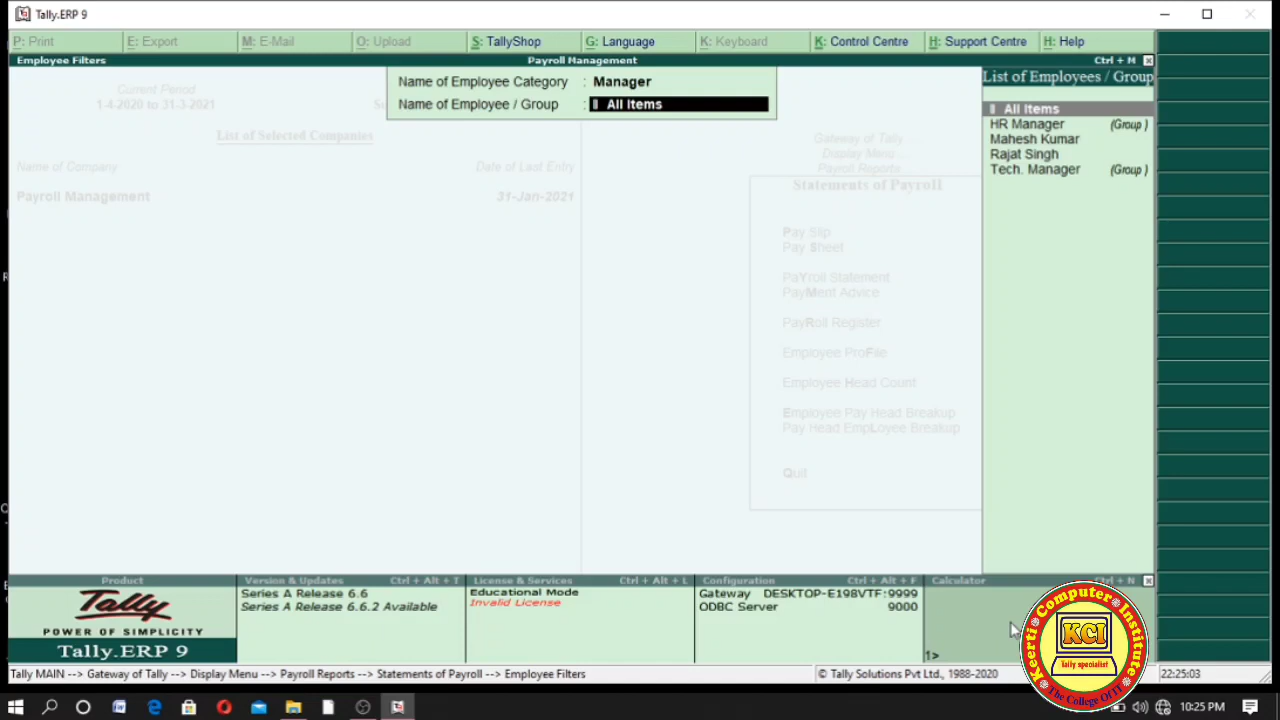 Tally.ERP 9
P: Print E: Export M: E-Mail O: Upload S: TallyShop G: Language K: Keyboard K: Control Centre H: Support Centre H: Help
Employee Filters Payroll Management Ctrl + N
Name of Employee Category : Manager
Name of Employee / Group : All Items
List of Employees / Group
All Items
HR Manager (Group )
Mahesh Kumar
Rajat Singh
Tech. Manager (Group )
Current Period
1-4-2020 to 31-3-2021
List of Selected Companies
Name of Company Date of Last Entry
Payroll Management 31-Jan-2021
Gateway of Tally....
Display Menu ....
Payroll Reports ....
Statements of Payroll
Pay Slip
Pay Sheet
PaYroll Statement
PayMent Advice
PayRoll Register
Employee ProFile
Employee Head Count
Employee Pay Head Breakup
Pay Head EmpLoyee Breakup
Quit
Product Version & Updates Ctrl + Alt + T License & Services Ctrl + Alt + L Configuration Ctrl + Alt + F Calculator Ctrl + N
Tally
POWER OF SIMPLICITY
Tally.ERP 9
Series A Release 6.6
Series A Release 6.6.2 Available
Educational Mode
Invalid License
Gateway DESKTOP-E198VTF:9999
ODBC Server 9000
1>
Keerti Computer Institute
KCI
Tally specialist
The College Of IT
Tally MAIN --> Gateway of Tally --> Display Menu --> Payroll Reports --> Statements of Payroll --> Employee Filters © Tally Solutions Pvt Ltd., 1988-2020 22:25:03
10:25 PM